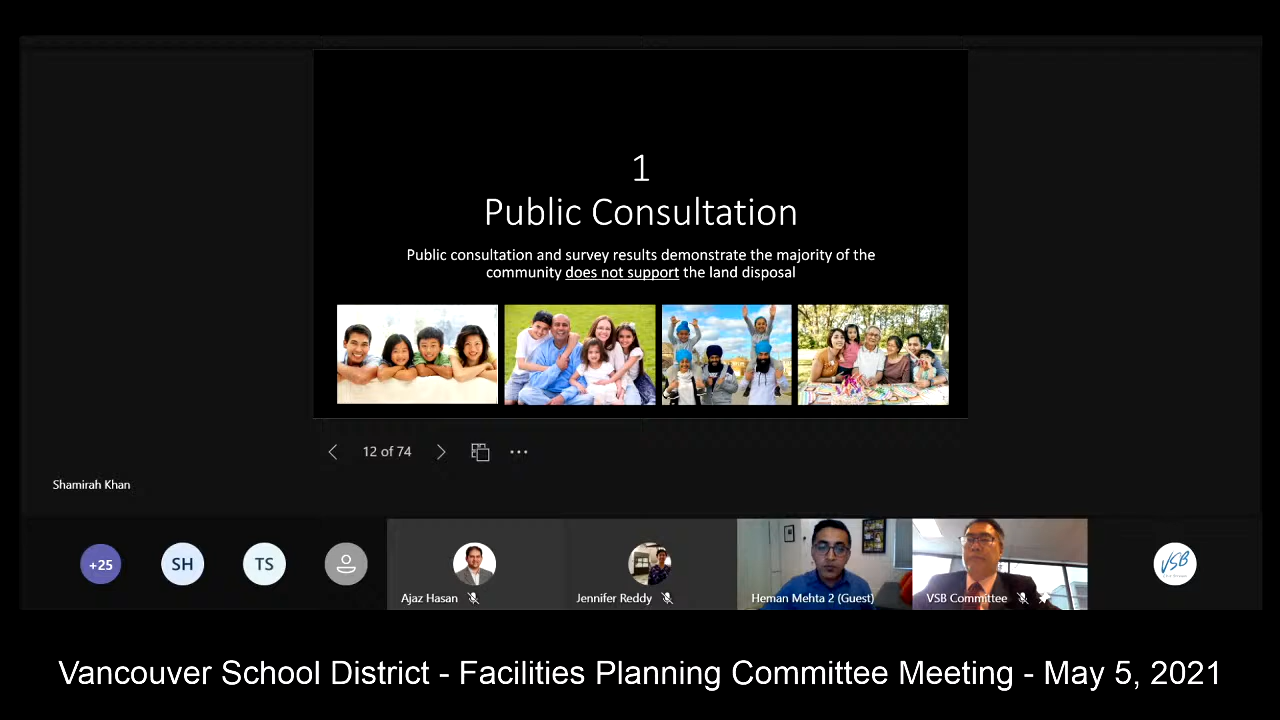 1
Public Consultation
Public consultation and survey results demonstrate the majority of the
community does not support the land disposal
12 of 74
Shamirah Khan
+25
SH
TS
Ajaz Hasan
Jennifer Reddy
Heman Mehta 2 (Guest)
VSB Committee
VSB
Vancouver School District - Facilities Planning Committee Meeting - May 5, 2021